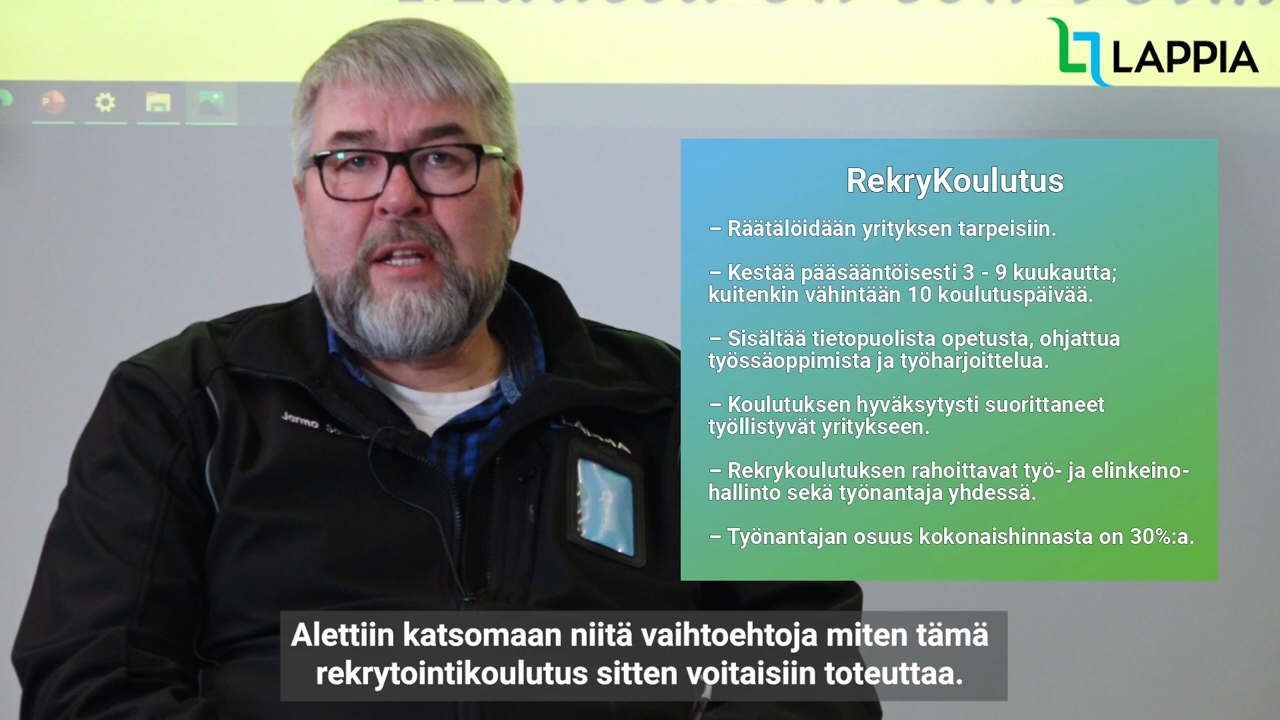 LAPPIA
RekryKoulutus
– Räätälöidään yrityksen tarpeisiin.
– Kestää pääsääntöisesti 3 - 9 kuukautta;
kuitenkin vähintään 10 koulutuspäivää.
– Sisältää tietopuolista opetusta, ohjattua
työssäoppimista ja työharjoittelua.
– Koulutuksen hyväksytysti suorittaneet
työllistyvät yritykseen.
– Rekrykoulutuksen rahoittavat työ- ja elinkeino-
hallinto sekä työnantaja yhdessä.
– Työnantajan osuus kokonaishinnasta on 30%:a.
Jarmo
LAPPIA
Alettiin katsomaan niitä vaihtoehtoja miten tämä
rekrytointikoulutus sitten voitaisiin toteuttaa.